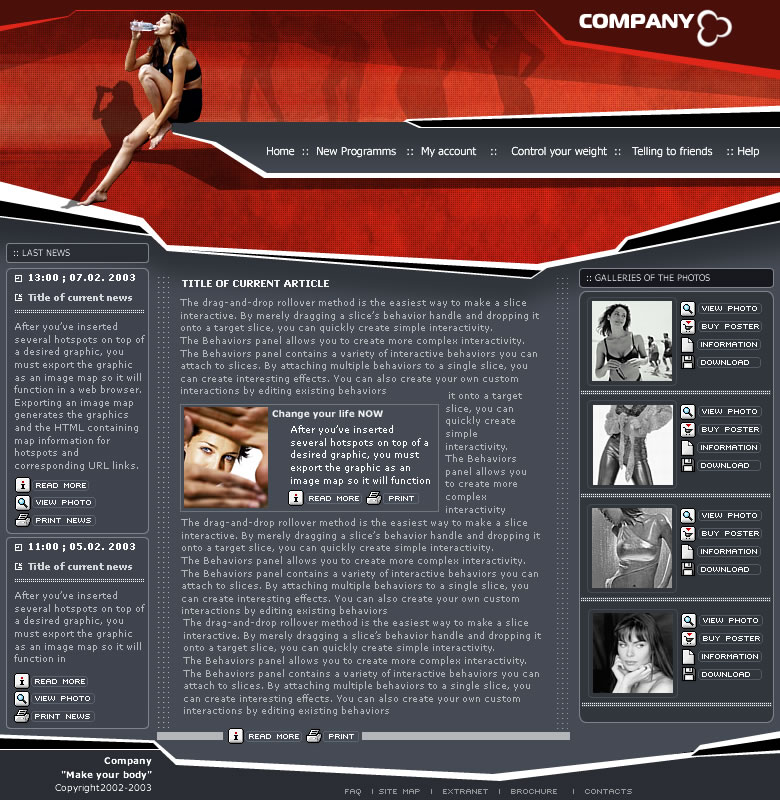 COMPANY
Home :: New Programms :: My account :: Control your weight :: Telling to friends :: Help
:: LAST NEWS
13:00 ; 07.02. 2003
Title of current news
After you've inserted
several hotspots on top of
a desired graphic, you
must export the graphic
as an image map so it will
function in a web browser.
Exporting an image map
generates the graphics
and the HTML containing
map information for
hotspots and
corresponding URL links.
READ MORE
VIEW PHOTO
PRINT NEWS
11:00 ; 05.02. 2003
Title of current news
After you've inserted
several hotspots on top of
a desired graphic, you
must export the graphic
as an image map so it will
function in
READ MORE
VIEW PHOTO
PRINT NEWS
TITLE OF CURRENT ARTICLE
The drag-and-drop rollover method is the easiest way to make a slice
interactive. By merely dragging a slice's behavior handle and dropping it
onto a target slice, you can quickly create simple interactivity.
The Behaviors panel allows you to create more complex interactivity.
The Behaviors panel contains a variety of interactive behaviors you can
attach to slices. By attaching multiple behaviors to a single slice, you
can create interesting effects. You can also create your own custom
interactions by editing existing behaviors
it onto a target
slice, you can
quickly create
simple
interactivity.
The Behaviors
panel allows you
to create more
complex
interactivity
Change your life NOW
After you've inserted
several hotspots on top of a
desired graphic, you must
export the graphic as an
image map so it will function
READ MORE PRINT
The drag-and-drop rollover method is the easiest way to make a slice
interactive. By merely dragging a slice's behavior handle and dropping it
onto a target slice, you can quickly create simple interactivity.
The Behaviors panel allows you to create more complex interactivity.
The Behaviors panel contains a variety of interactive behaviors you can
attach to slices. By attaching multiple behaviors to a single slice, you
can create interesting effects. You can also create your own custom
interactions by editing existing behaviors
The drag-and-drop rollover method is the easiest way to make a slice
interactive. By merely dragging a slice's behavior handle and dropping it
onto a target slice, you can quickly create simple interactivity.
The Behaviors panel allows you to create more complex interactivity.
The Behaviors panel contains a variety of interactive behaviors you can
attach to slices. By attaching multiple behaviors to a single slice, you
can create interesting effects. You can also create your own custom
interactions by editing existing behaviors
READ MORE PRINT
:: GALLERIES OF THE PHOTOS
VIEW PHOTO
BUY POSTER
INFORMATION
DOWNLOAD
VIEW PHOTO
BUY POSTER
INFORMATION
DOWNLOAD
VIEW PHOTO
BUY POSTER
INFORMATION
DOWNLOAD
VIEW PHOTO
BUY POSTER
INFORMATION
DOWNLOAD
Company
"Make your body"
Copyright2002-2003
FAQ | SITE MAP | EXTRANET | BROCHURE | CONTACTS